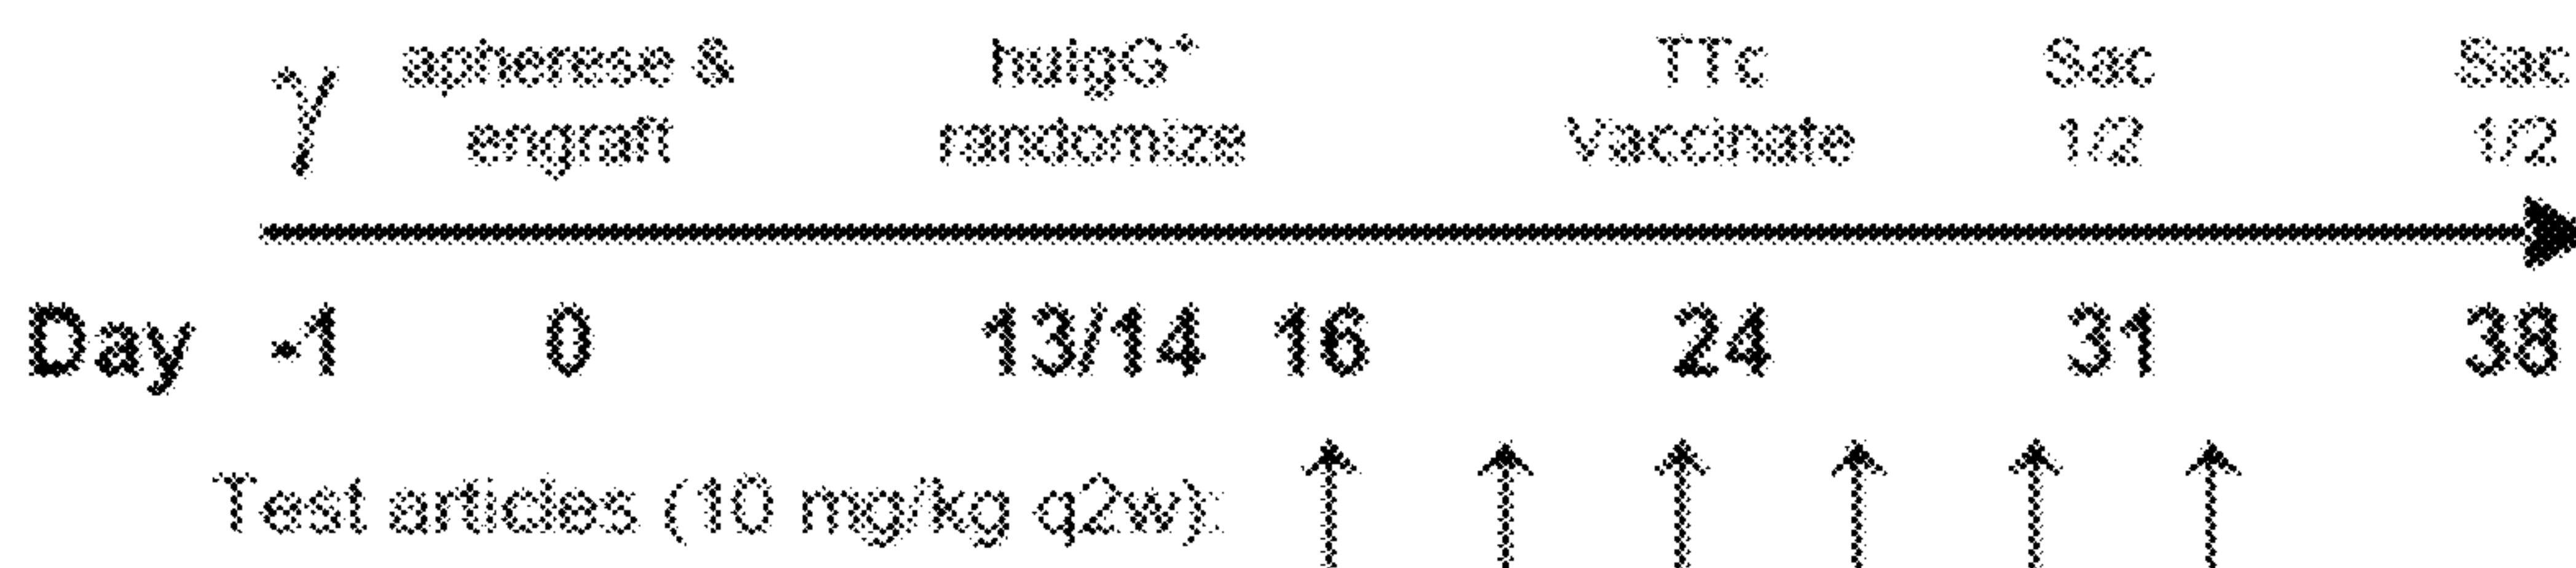 γ apherese & huIgG+ TTc Sac Sac
engraft randomize Vaccinate 1/2 1/2
Day -1 0 13/14 16 24 31 38
Test articles (10 mg/kg q2w):